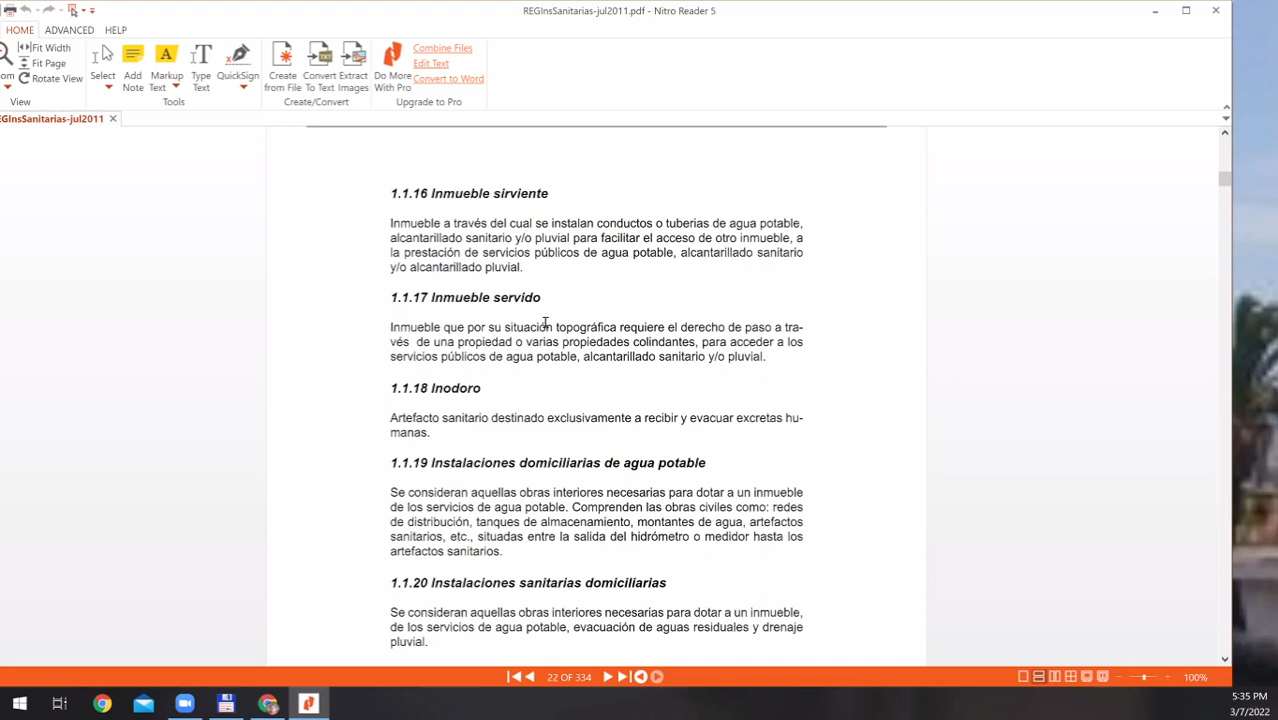 REGInsSanitarias-jul2011.pdf - Nitro Reader 5
HOME ADVANCED HELP
Fit Width
Fit Page
Rotate View
View
Select
Add Note
Markup Text
Type Text
QuickSign
Tools
Create from File
Convert To Text
Extract Images
Create/Convert
Do More With Pro
Combine Files
Edit Text
Convert to Word
Upgrade to Pro
EGInsSanitarias-jul2011
1.1.16 Inmueble sirviente
Inmueble a través del cual se instalan conductos o tuberias de agua potable,
alcantarillado sanitario y/o pluvial para facilitar el acceso de otro inmueble, a
la prestación de servicios públicos de agua potable, alcantarillado sanitario
y/o alcantarillado pluvial.
1.1.17 Inmueble servido
Inmueble que por su situación topográfica requiere el derecho de paso a tra-
vés de una propiedad o varias propiedades colindantes, para acceder a los
servicios públicos de agua potable, alcantarillado sanitario y/o pluvial.
1.1.18 Inodoro
Artefacto sanitario destinado exclusivamente a recibir y evacuar excretas hu-
manas.
1.1.19 Instalaciones domiciliarias de agua potable
Se consideran aquellas obras interiores necesarias para dotar a un inmueble
de los servicios de agua potable. Comprenden las obras civiles como: redes
de distribución, tanques de almacenamiento, montantes de agua, artefactos
sanitarios, etc., situadas entre la salida del hidrómetro o medidor hasta los
artefactos sanitarios.
1.1.20 Instalaciones sanitarias domiciliarias
Se consideran aquellas obras interiores necesarias para dotar a un inmueble,
de los servicios de agua potable, evacuación de aguas residuales y drenaje
pluvial.
22 OF 334
100%
5:35 PM
3/7/2022